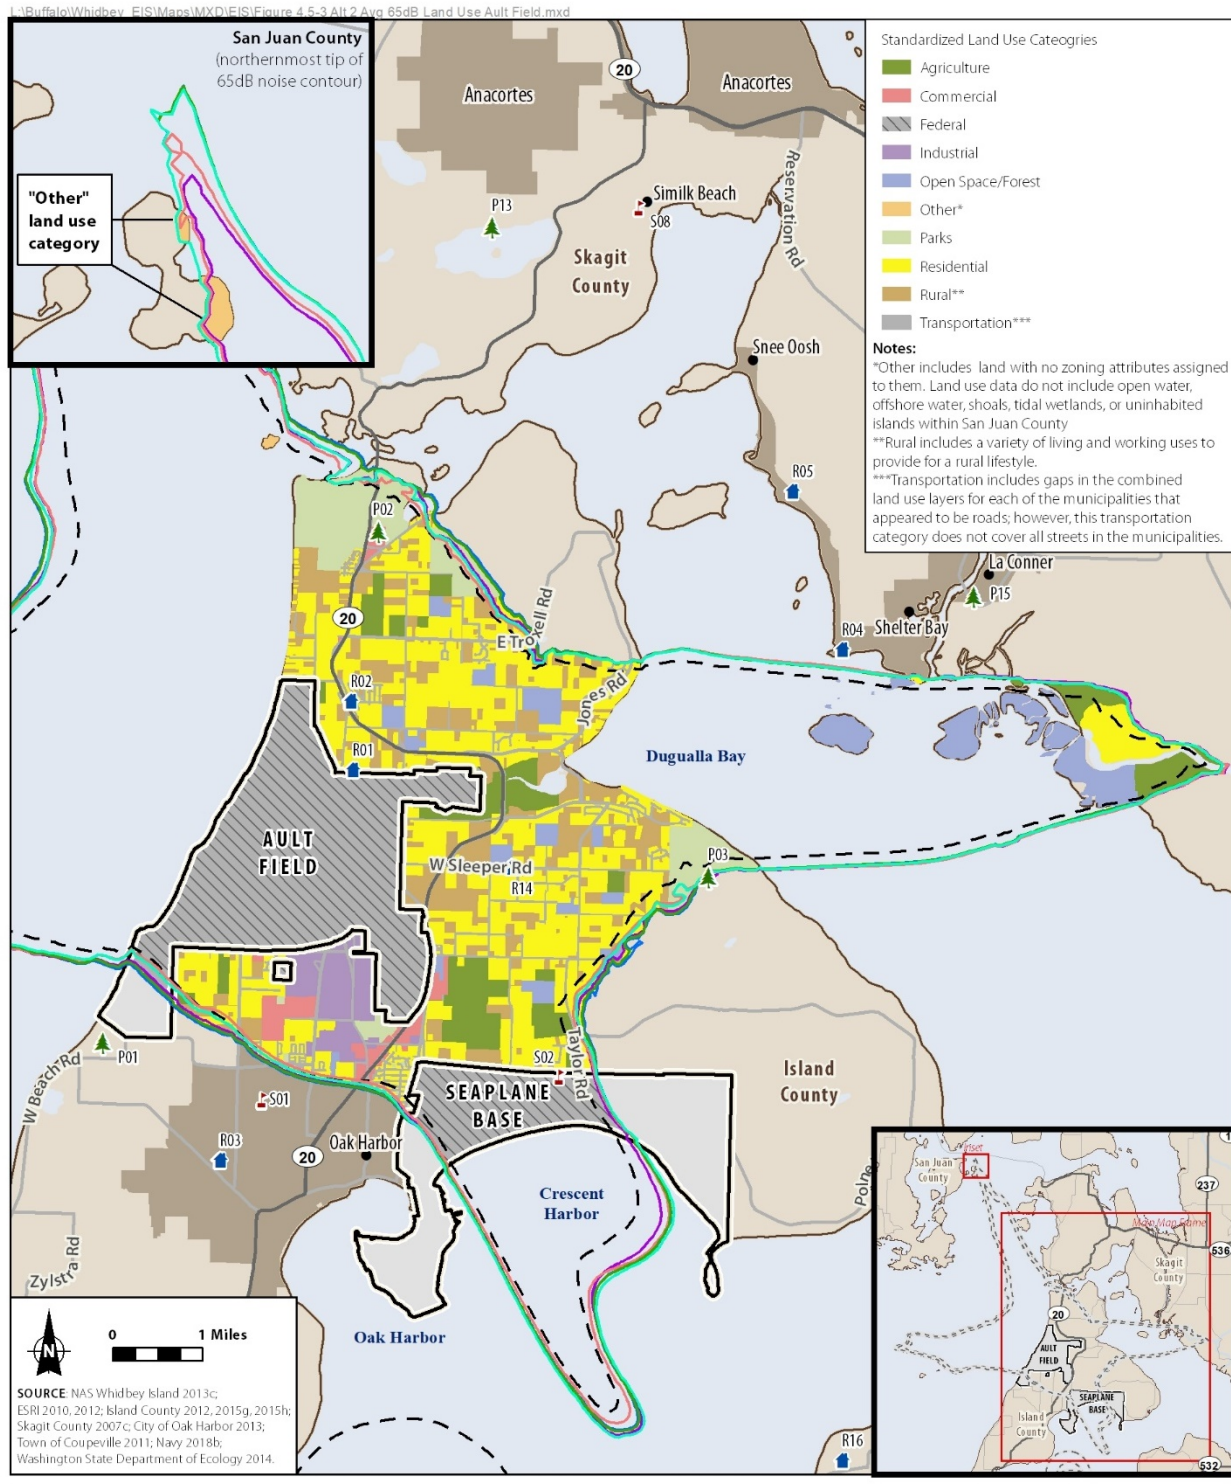 L:\Buffalo\Whidbey_EIS\Maps\MXD\EIS\Figure 4.5-3 Alt 2 Avg 65dB Land Use Ault Field.mxd
San Juan County
(northernmost tip of
65dB noise contour)
"Other"
land use
category
Standardized Land Use Cateogries
Agriculture
Commercial
Federal
Industrial
Open Space/Forest
Other*
Parks
Residential
Rural**
Transportation***
Notes:
*Other includes land with no zoning attributes assigned
to them. Land use data do not include open water,
offshore water, shoals, tidal wetlands, or uninhabited
islands within San Juan County
**Rural includes a variety of living and working uses to
provide for a rural lifestyle.
***Transportation includes gaps in the combined
land use layers for each of the municipalities that
appeared to be roads; however, this transportation
category does not cover all streets in the municipalities.
20
Anacortes
Anacortes
Reservation Rd
P13
Similk Beach
S08
Skagit
County
Snee Oosh
R05
P02
La Conner
P15
20
E Troxell Rd
Shelter Bay
R04
R02
Jones Rd
R01
Dugualla Bay
AULT
FIELD
W Sleeper Rd
P03
R14
P01
W Beach Rd
S02
Taylor Rd
SEAPLANE
BASE
Island
County
S01
R03
20
Oak Harbor
Crescent
Harbor
Zylstra Rd
Oak Harbor
R16
N
0 1 Miles
SOURCE: NAS Whidbey Island 2013c;
ESRI 2010, 2012; Island County 2012, 2015g, 2015h;
Skagit County 2007c; City of Oak Harbor 2013;
Town of Coupeville 2011; Navy 2018b;
Washington State Department of Ecology 2014.
San Juan
County
237
Main Map Frame
536
Skagit
County
20
AULT
FIELD
SEAPLANE
BASE
Island
County
532